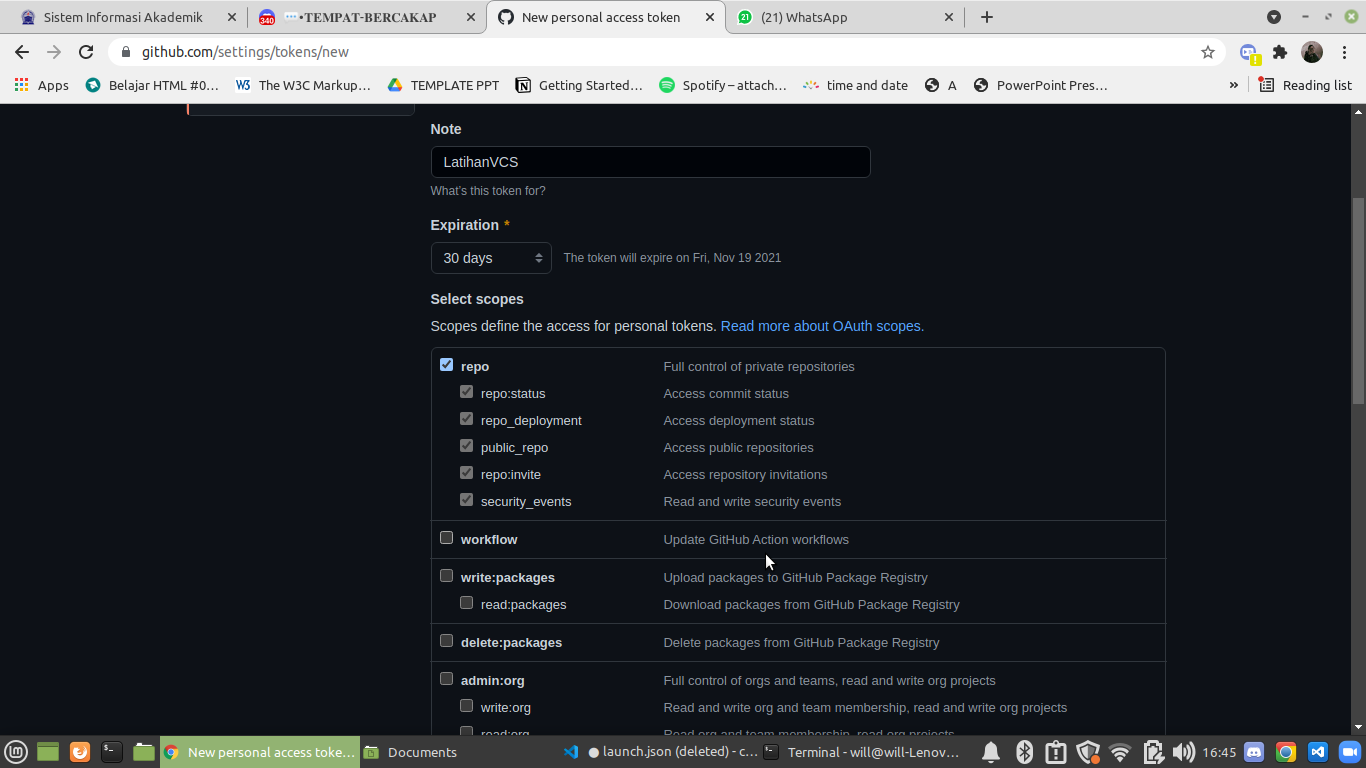 Sistem Informasi Akademik
340
•𝐓𝐄𝐌𝐏𝐀𝐓-𝐁𝐄𝐑𝐂𝐀𝐊𝐀𝐏
New personal access token
21
(21) WhatsApp
github.com/settings/tokens/new
Apps
Belajar HTML #0...
W3
The W3C Markup...
TEMPLATE PPT
Getting Started...
Spotify – attach...
time and date
A
PowerPoint Pres...
»
Reading list
Note
LatihanVCS
What's this token for?
Expiration *
30 days
The token will expire on Fri, Nov 19 2021
Select scopes
Scopes define the access for personal tokens. Read more about OAuth scopes.
repo Full control of private repositories
repo:status Access commit status
repo_deployment Access deployment status
public_repo Access public repositories
repo:invite Access repository invitations
security_events Read and write security events
workflow Update GitHub Action workflows
write:packages Upload packages to GitHub Package Registry
read:packages Download packages from GitHub Package Registry
delete:packages Delete packages from GitHub Package Registry
admin:org Full control of orgs and teams, read and write org projects
write:org Read and write org and team membership, read and write org projects
read:org Read org and team membership, read org projects
New personal access toke...
Documents
● launch.json (deleted) - c...
Terminal - will@will-Lenov...
16:45